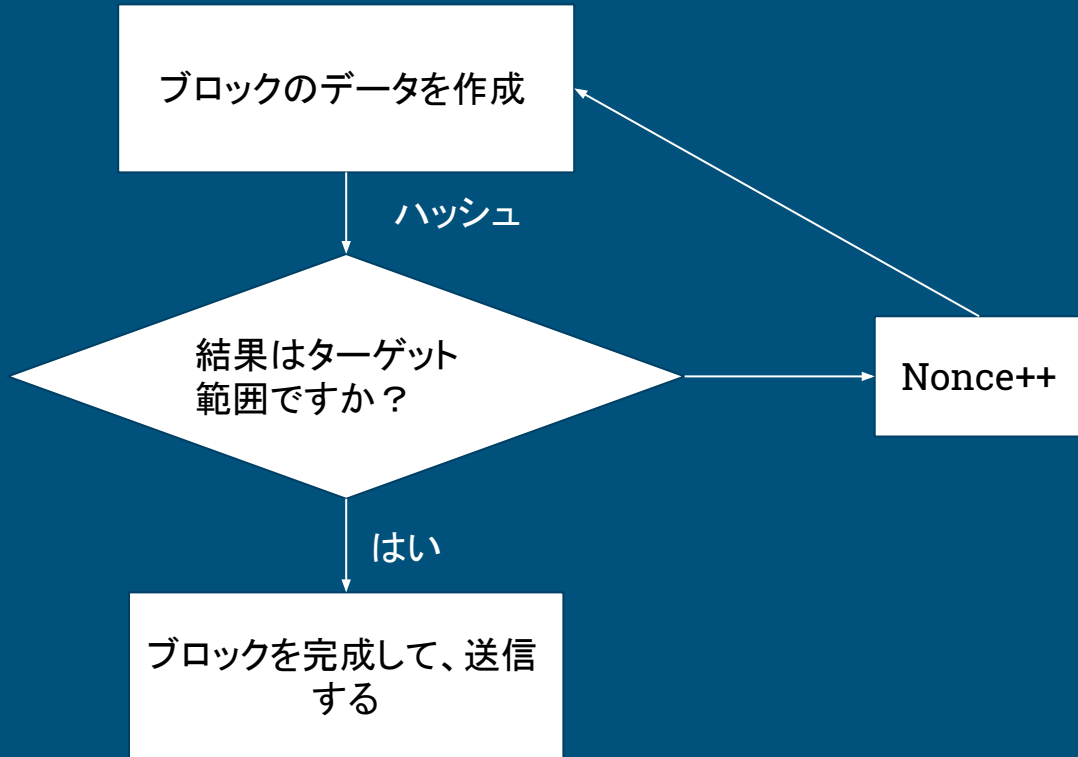 ブロックのデータを作成
ハッシュ
結果はターゲット
範囲ですか？
Nonce++
はい
ブロックを完成して、送信
する